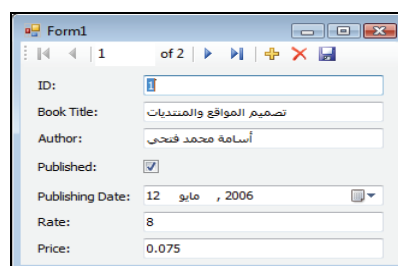 Form1
1 of 2
ID: 1
Book Title: تصميم المواقع والمنتديات
Author: أسامة محمد فتحى
Published:
Publishing Date: 12 مايو , 2006
Rate: 8
Price: 0.075